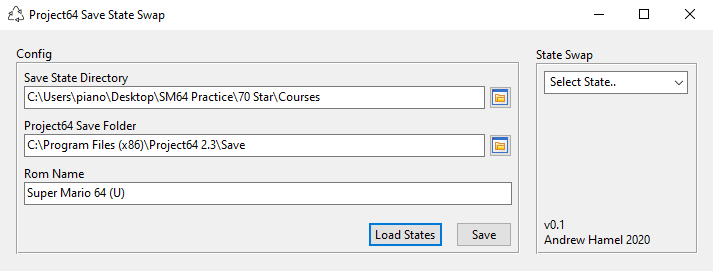 Project64 Save State Swap
Config
Save State Directory
C:\Users\piano\Desktop\SM64 Practice\70 Star\Courses
Project64 Save Folder
C:\Program Files (x86)\Project64 2.3\Save
Rom Name
Super Mario 64 (U)
Load States
Save
State Swap
Select State..
v0.1
Andrew Hamel 2020